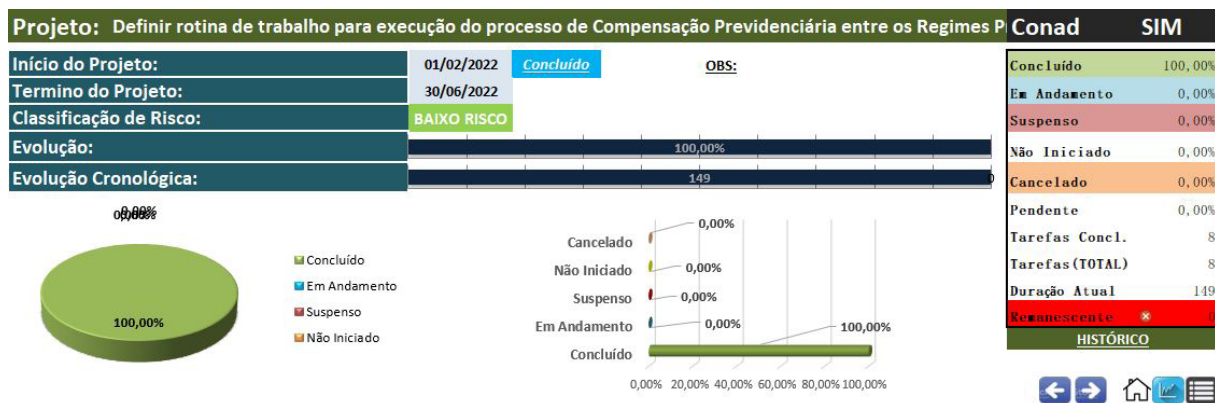 Projeto: Definir rotina de trabalho para execução do processo de Compensação Previdenciária entre os Regimes
Conad SIM
Início do Projeto: 01/02/2022 Concluído OBS:
Termino do Projeto: 30/06/2022
Classificação de Risco: BAIXO RISCO
Evolução: 100,00%
Evolução Cronológica: 149 0
Concluído 100,00%
Em Andamento 0,00%
Suspenso 0,00%
Não Iniciado 0,00%
Cancelado 0,00%
Pendente 0,00%
Tarefas Concl. 8
Tarefas(TOTAL) 8
Duração Atual 149
Remanescente 0
HISTÓRICO
100,00%
Concluído
Em Andamento
Suspenso
Não Iniciado
Cancelado 0,00%
Não Iniciado 0,00%
Suspenso 0,00%
Em Andamento 0,00%
Concluído 100,00%
0,00% 20,00% 40,00% 60,00% 80,00% 100,00%